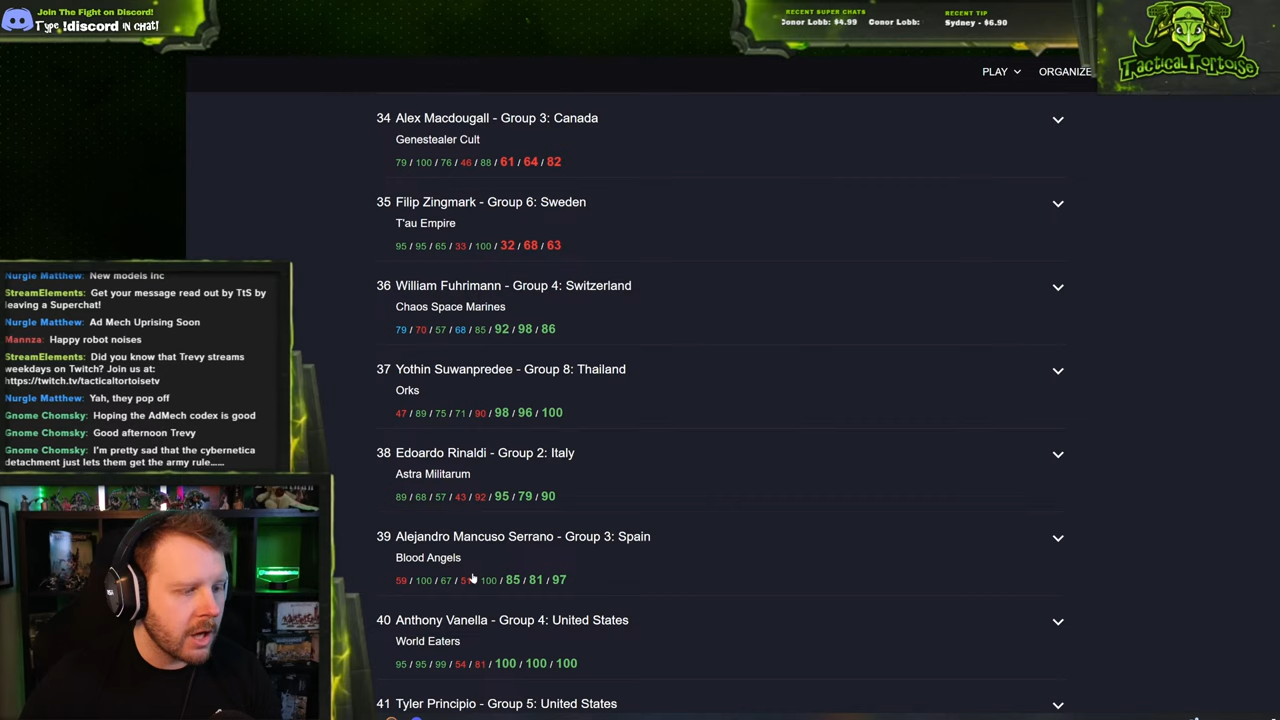 Join The Fight on Discord!
Type !discord in chat!
RECENT SUPER CHATS
Conor Lobb: $4.99 Conor Lobb:
RECENT TIP
Sydney - $6.90
TacticalTortoise
PLAY
ORGANIZE
34 Alex Macdougall - Group 3: Canada
Genestealer Cult
79 / 100 / 76 / 46 / 88 / 61 / 64 / 82
35 Filip Zingmark - Group 6: Sweden
T'au Empire
95 / 95 / 65 / 33 / 100 / 32 / 68 / 63
36 William Fuhrimann - Group 4: Switzerland
Chaos Space Marines
79 / 70 / 57 / 68 / 85 / 92 / 98 / 86
37 Yothin Suwanpredee - Group 8: Thailand
Orks
47 / 89 / 75 / 71 / 90 / 98 / 96 / 100
38 Edoardo Rinaldi - Group 2: Italy
Astra Militarum
89 / 68 / 57 / 43 / 92 / 95 / 79 / 90
39 Alejandro Mancuso Serrano - Group 3: Spain
Blood Angels
59 / 100 / 67 / 100 / 85 / 81 / 97
40 Anthony Vanella - Group 4: United States
World Eaters
95 / 95 / 99 / 54 / 81 / 100 / 100 / 100
41 Tyler Principio - Group 5: United States
Nurgle Matthew: New models inc
StreamElements: Get your message read out by TtS by
leaving a Superchat!
Nurgle Matthew: Ad Mech Uprising Soon
Mannza: Happy robot noises
StreamElements: Did you know that Trevy streams
weekdays on Twitch? Join us at:
https://twitch.tv/tacticaltortoisetv
Nurgle Matthew: Yah, they pop off
Gnome Chomsky: Hoping the AdMech codex is good
Gnome Chomsky: Good afternoon Trevy
Gnome Chomsky: I'm pretty sad that the cybernetica
detachment just lets them get the army rule......